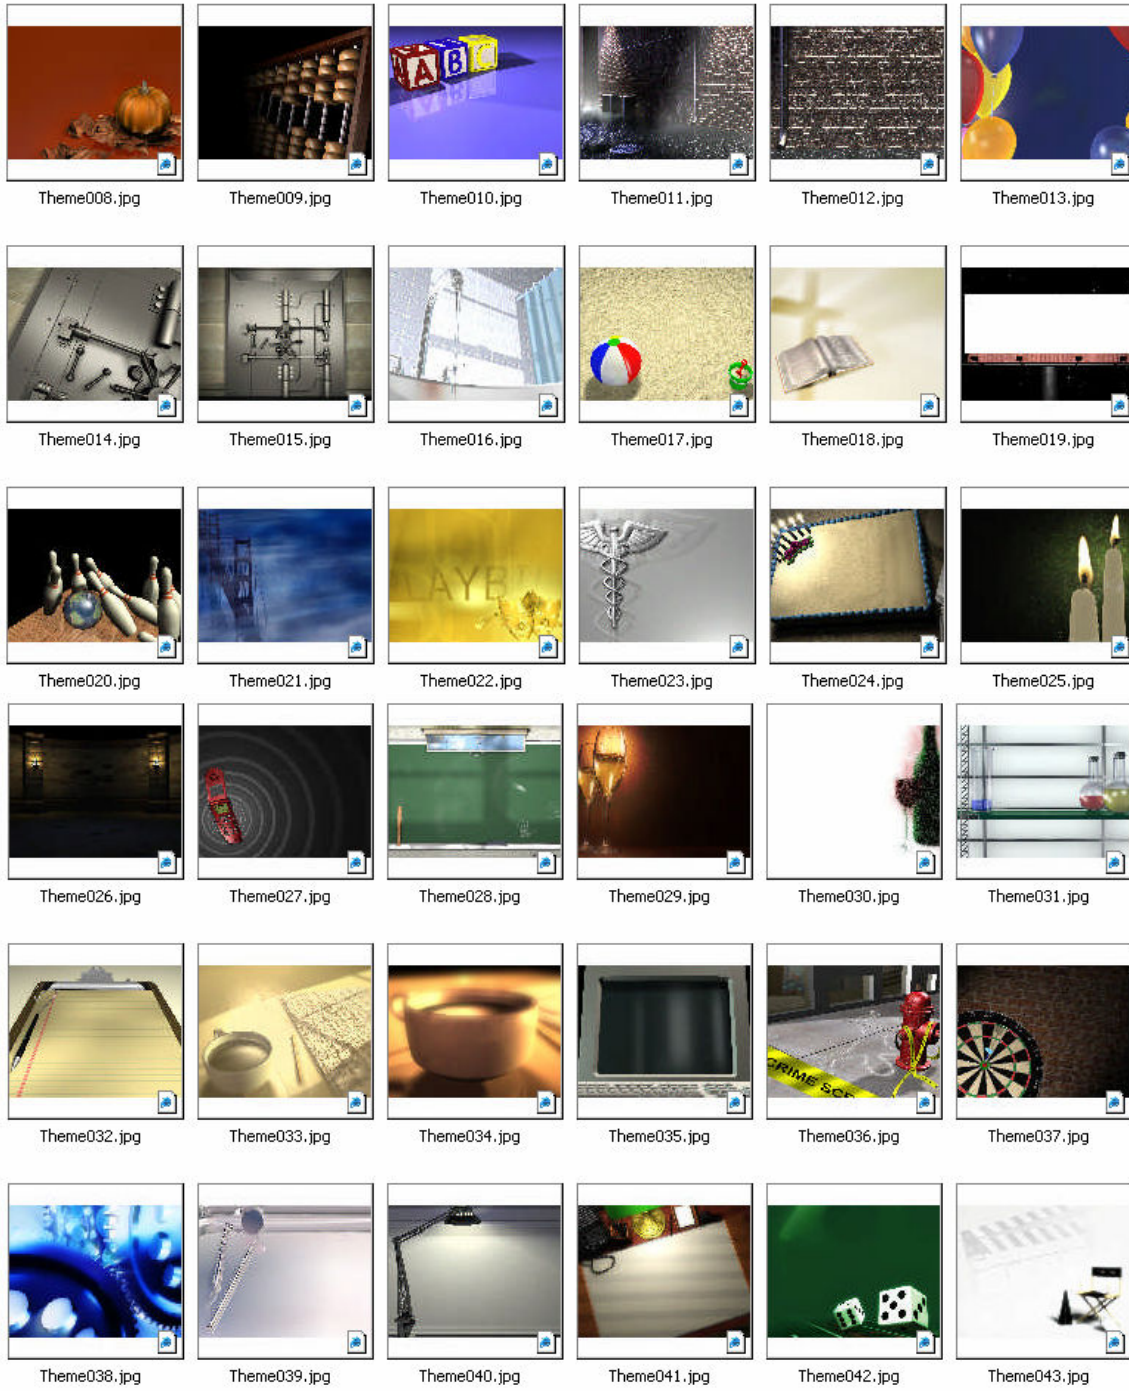 A B C
Theme008.jpg Theme009.jpg Theme010.jpg Theme011.jpg Theme012.jpg Theme013.jpg
Theme014.jpg Theme015.jpg Theme016.jpg Theme017.jpg Theme018.jpg Theme019.jpg
LAYB
Theme020.jpg Theme021.jpg Theme022.jpg Theme023.jpg Theme024.jpg Theme025.jpg
Theme026.jpg Theme027.jpg Theme028.jpg Theme029.jpg Theme030.jpg Theme031.jpg
CRIME SCE
Theme032.jpg Theme033.jpg Theme034.jpg Theme035.jpg Theme036.jpg Theme037.jpg
Theme038.jpg Theme039.jpg Theme040.jpg Theme041.jpg Theme042.jpg Theme043.jpg